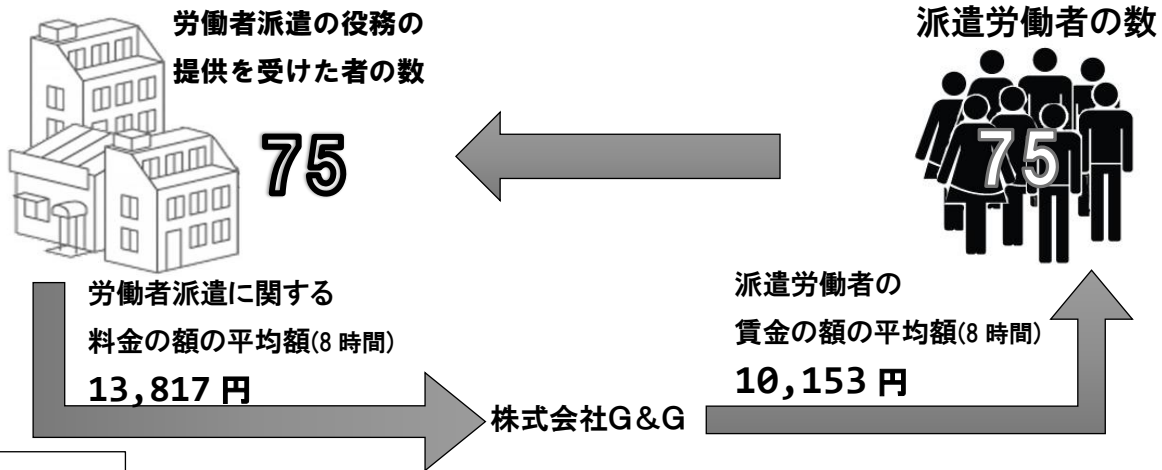 労働者派遣の役務の
提供を受けた者の数
75
派遣労働者の数
75
労働者派遣に関する
料金の額の平均額(8 時間)
13,817 円
派遣労働者の
賃金の額の平均額(8 時間)
10,153 円
株式会社G&G